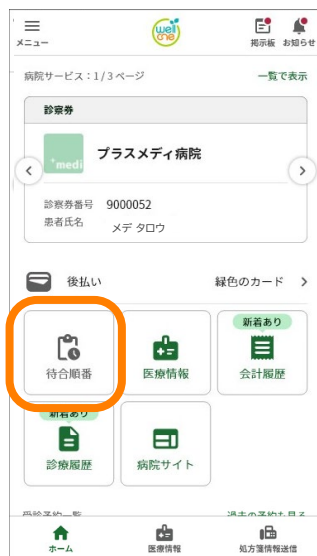 well
one
メニュー
掲示板 お知らせ
病院サービス：1/3ページ 一覧で表示
診察券
medi
プラスメディ病院
診察券番号 9000052
患者氏名 メデ タロウ
後払い 緑色のカード
新着あり
待合順番 医療情報 会計履歴
新着あり
診療履歴 病院サイト
受診予約一覧 過去の予約も見る
ホーム 医療情報 処方箋情報送信